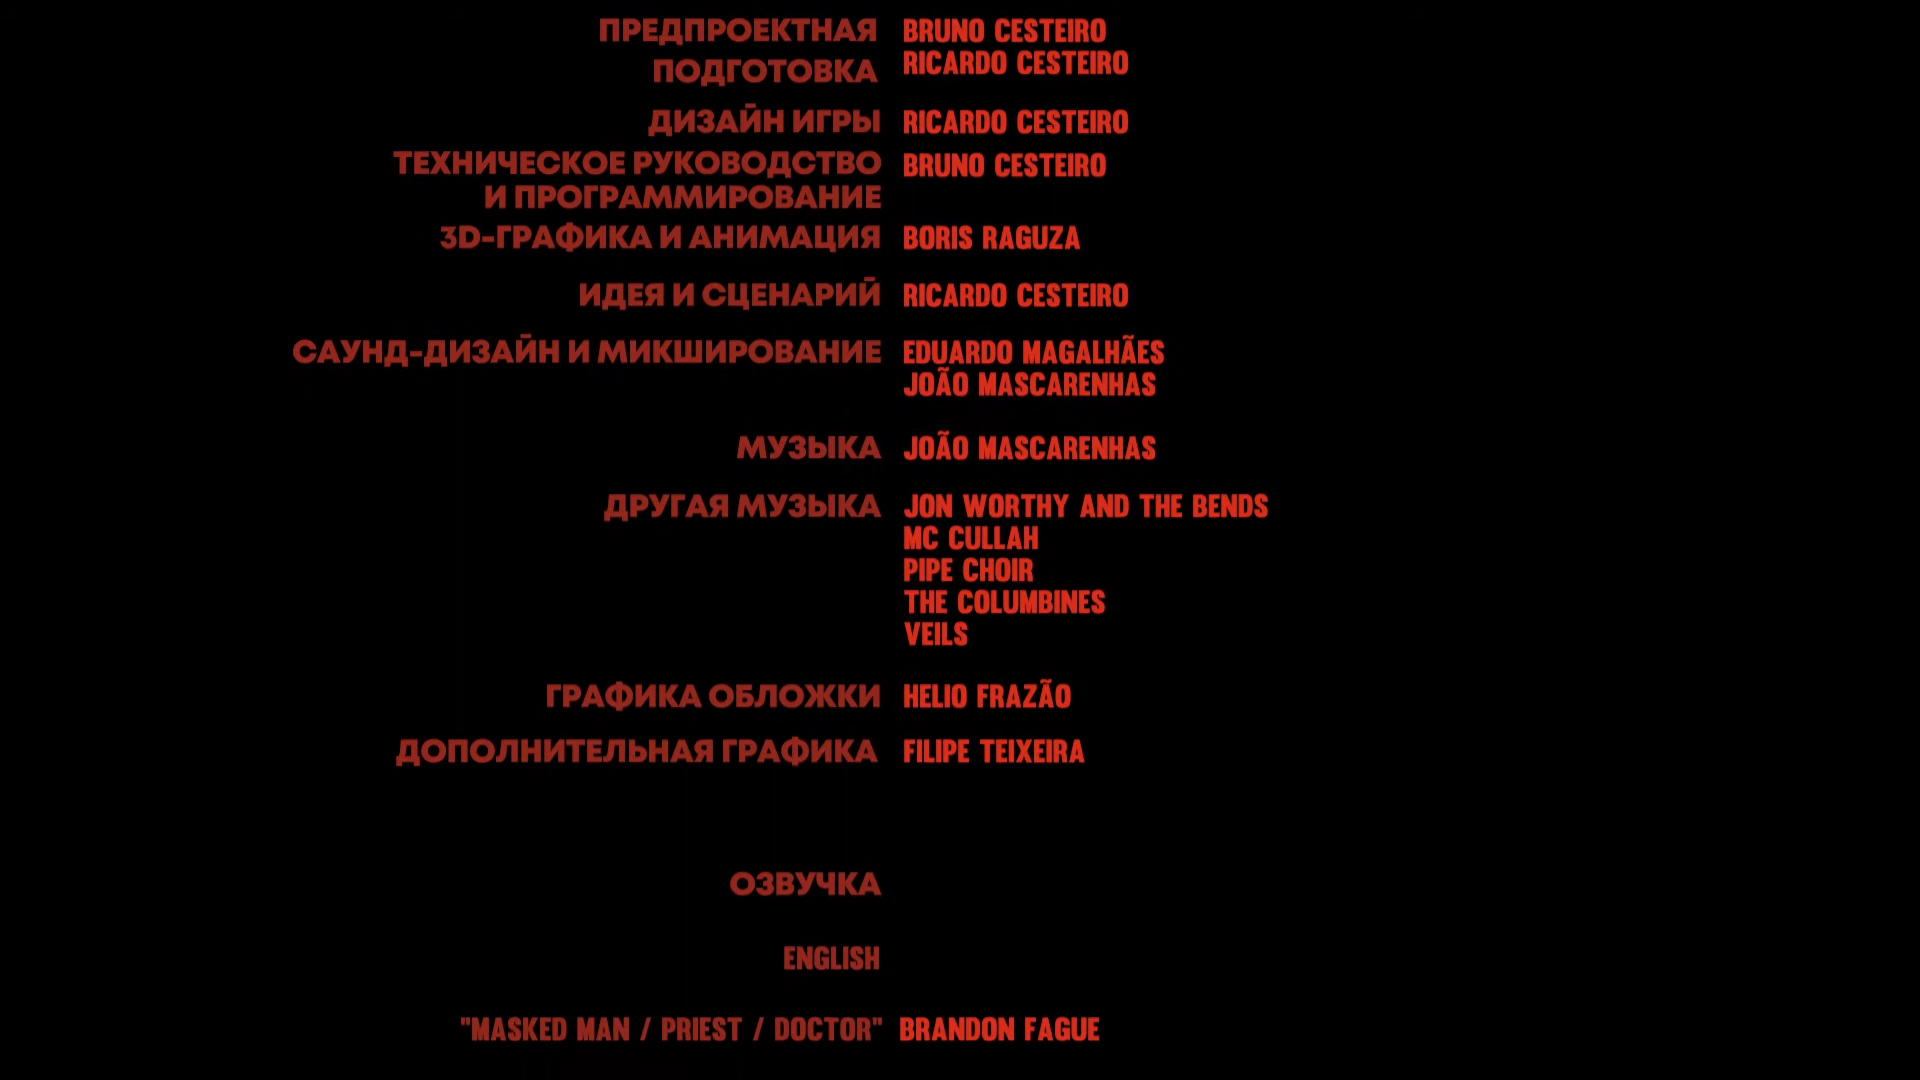 ПРЕДПРОЕКТНАЯ BRUNO CESTEIRO
ПОДГОТОВКА RICARDO CESTEIRO
ДИЗАЙН ИГРЫ RICARDO CESTEIRO
ТЕХНИЧЕСКОЕ РУКОВОДСТВО BRUNO CESTEIRO
И ПРОГРАММИРОВАНИЕ
3D-ГРАФИКА И АНИМАЦИЯ BORIS RAGUZA
ИДЕЯ И СЦЕНАРИЙ RICARDO CESTEIRO
САУНД-ДИЗАЙН И МИКШИРОВАНИЕ EDUARDO MAGALHÃES
JOÃO MASCARENHAS
МУЗЫКА JOÃO MASCARENHAS
ДРУГАЯ МУЗЫКА JON WORTHY AND THE BENDS
MC CULLAH
PIPE CHOIR
THE COLUMBINES
VEILS
ГРАФИКА ОБЛОЖКИ HELIO FRAZÃO
ДОПОЛНИТЕЛЬНАЯ ГРАФИКА FILIPE TEIXEIRA
ОЗВУЧКА
ENGLISH
"MASKED MAN / PRIEST / DOCTOR" BRANDON FAGUE